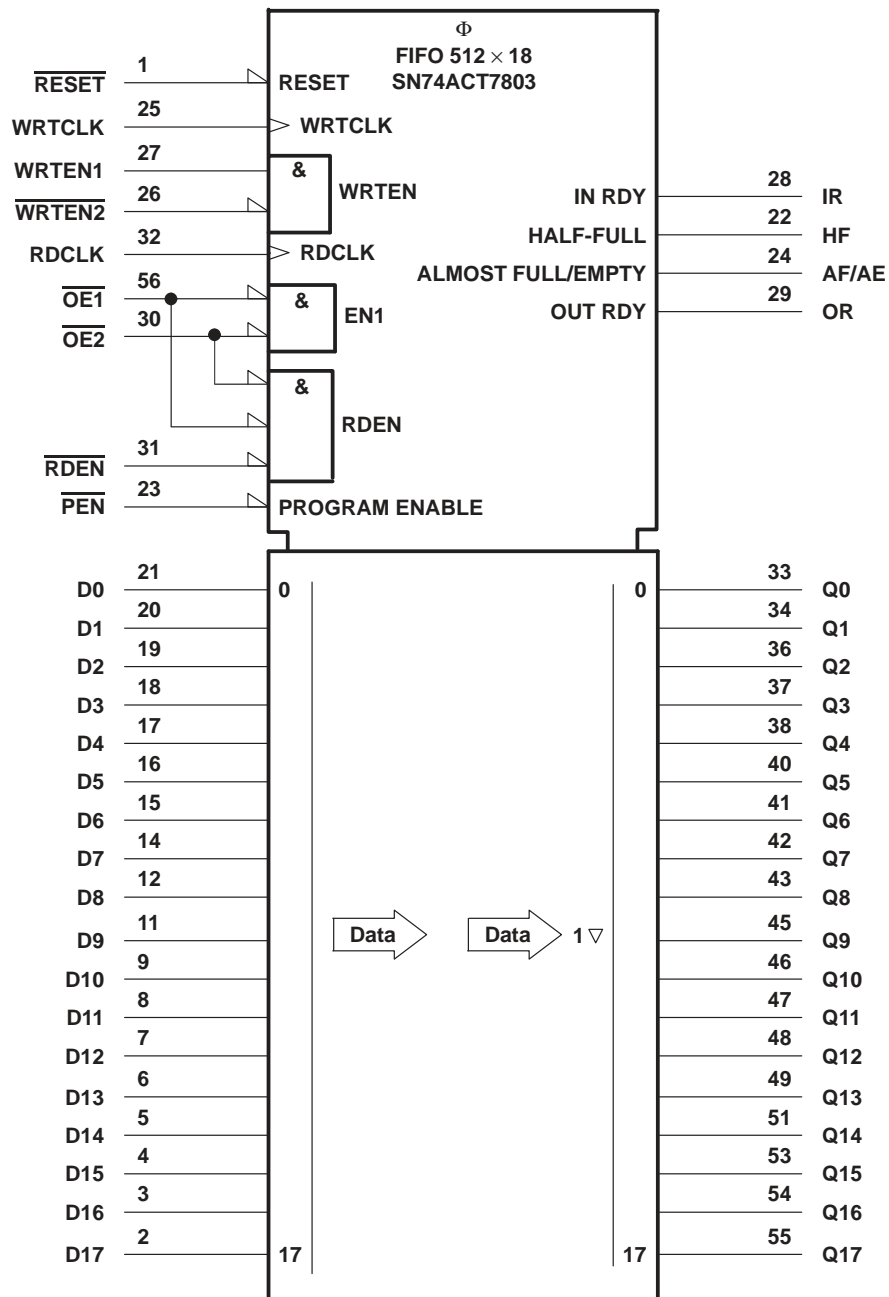 Φ
FIFO 512 × 18
SN74ACT7803
RESET 1 RESET
WRTCLK 25 WRTCLK
WRTEN1 27 & WRTEN
WRTEN2 26
RDCLK 32 RDCLK
OE1 56 & EN1
OE2 30
& RDEN
RDEN 31
PEN 23 PROGRAM ENABLE
IN RDY 28 IR
HALF-FULL 22 HF
ALMOST FULL/EMPTY 24 AF/AE
OUT RDY 29 OR
D0 21 0 0 33 Q0
D1 20 34 Q1
D2 19 36 Q2
D3 18 37 Q3
D4 17 38 Q4
D5 16 40 Q5
D6 15 41 Q6
D7 14 42 Q7
D8 12 43 Q8
D9 11 Data Data 1 45 Q9
D10 9 46 Q10
D11 8 47 Q11
D12 7 48 Q12
D13 6 49 Q13
D14 5 51 Q14
D15 4 53 Q15
D16 3 54 Q16
D17 2 17 17 55 Q17